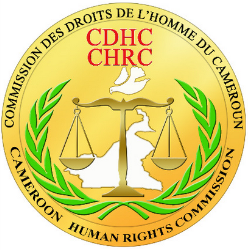 COMMISSION DES DROITS DE L'HOMME DU CAMEROUN
CDHC
CHRC
CAMEROON HUMAN RIGHTS COMMISSION